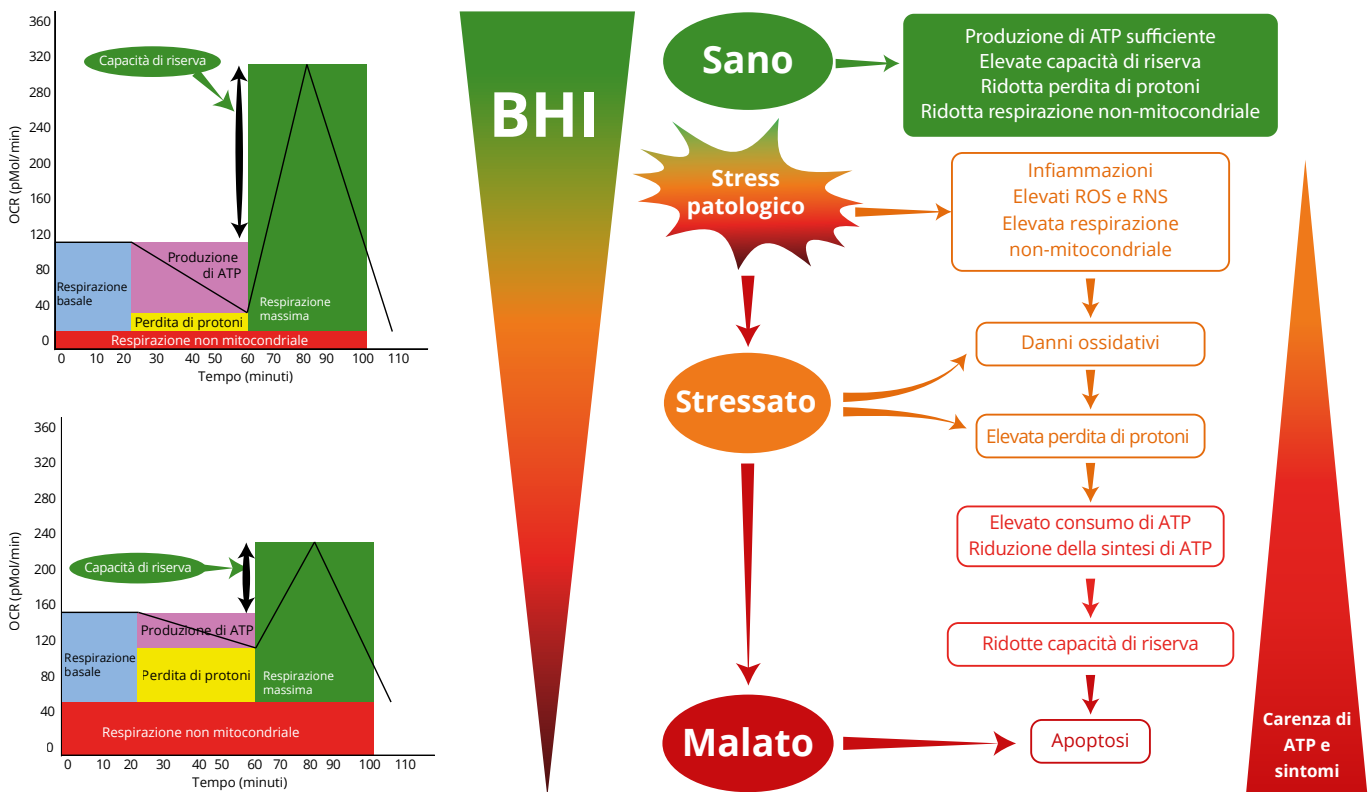 360
320
280
240
200
160
120
80
40
0
OCR (pMol/min)
Capacità di riserva
Produzione
di ATP
Respirazione
basale
Perdita di protoni
Respirazione
massima
Respirazione non mitocondriale
0 10 20 30 40 50 60 80 90 100 110
Tempo (minuti)
360
320
280
240
200
160
120
80
40
0
OCR (pMol/min)
Capacità di riserva
Produzione di ATP
Respirazione
basale
Perdita di protoni
Respirazione
massima
Respirazione non mitocondriale
0 10 20 30 40 50 60 80 90 100 110
Tempo (minuti)
BHI
Sano
Produzione di ATP sufficiente
Elevate capacità di riserva
Ridotta perdita di protoni
Ridotta respirazione non-mitocondriale
Stress
patologico
Infiammazioni
Elevati ROS e RNS
Elevata respirazione
non-mitocondriale
Stressato
Danni ossidativi
Elevata perdita di protoni
Elevato consumo di ATP
Riduzione della sintesi di ATP
Ridotte capacità di riserva
Malato
Apoptosi
Carenza di
ATP e
sintomi